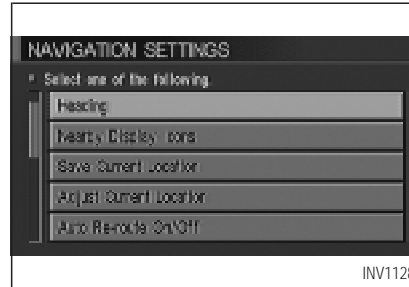 NAVIGATION SETTINGS
Select one of the following.
Heading
Nearby Display Icons
Save Current Location
Adjust Current Location
Auto Re-route On/Off
INV1128